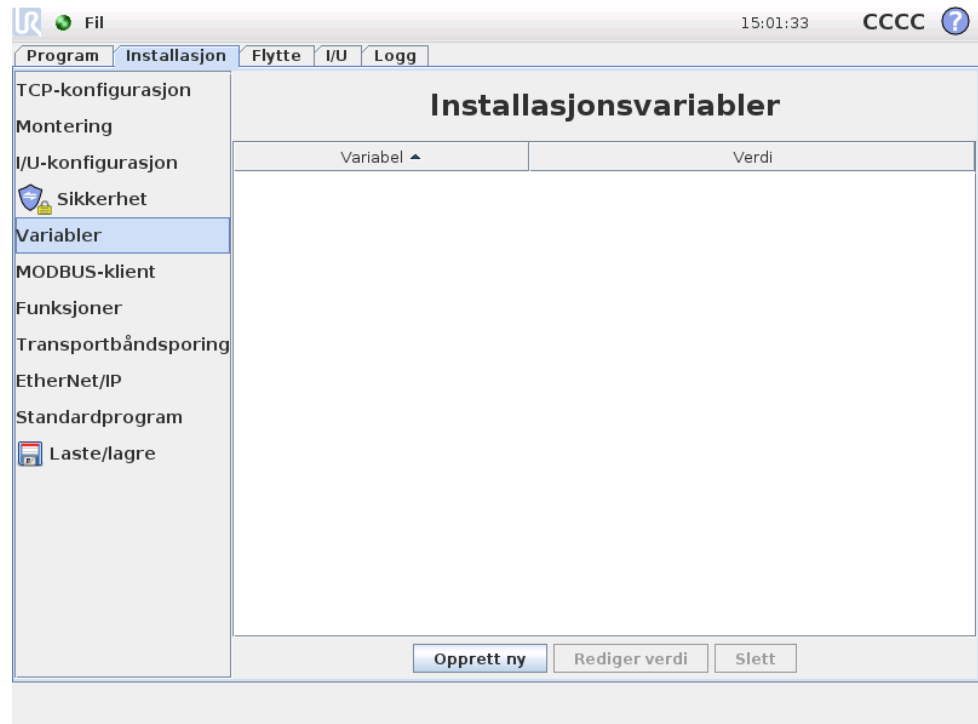 UR Fil 15:01:33 CCCC ?
Program Installasjon Flytte I/U Logg
TCP-konfigurasjon
Montering
I/U-konfigurasjon
Sikkerhet
Variabler
MODBUS-klient
Funksjoner
Transportbåndsporing
EtherNet/IP
Standardprogram
Laste/lagre
Installasjonsvariabler
Variabel Verdi
Opprett ny Rediger verdi Slett